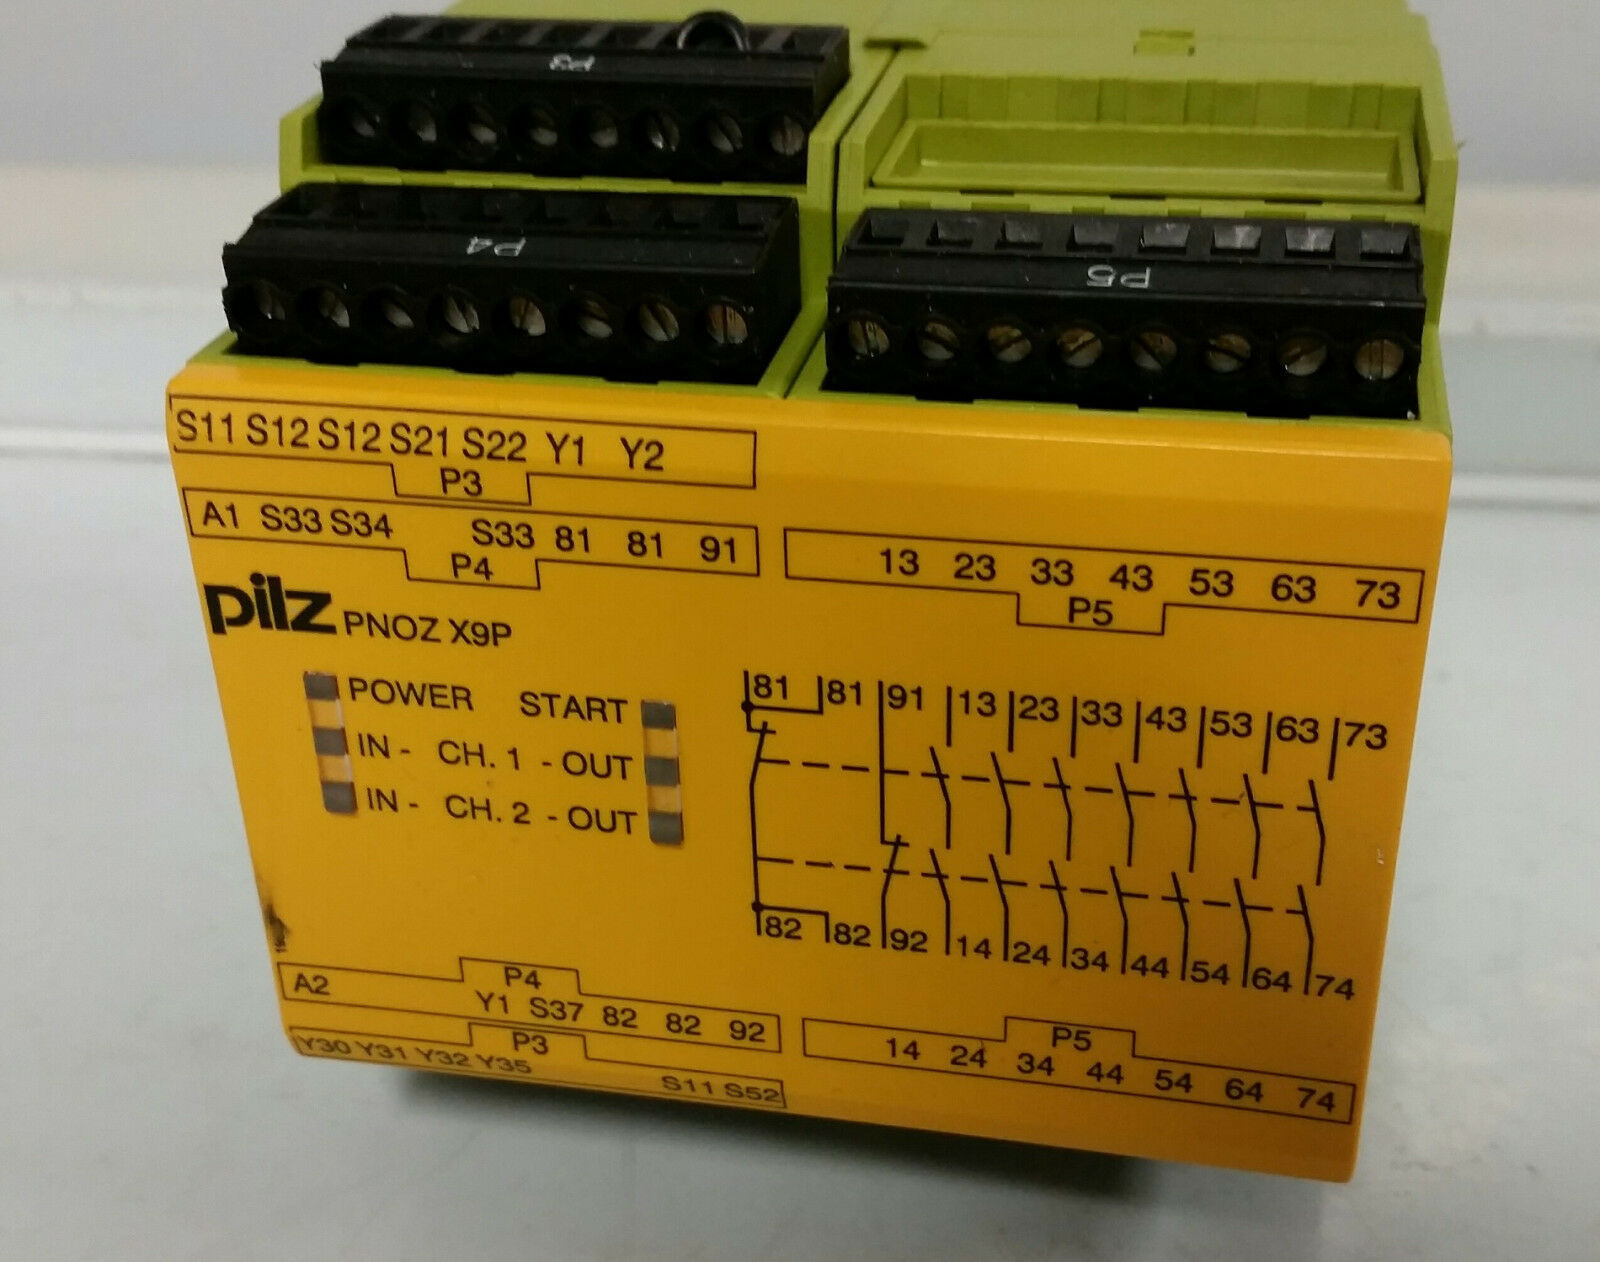 P3
P4
P5
S11 S12 S12 S21 S22 Y1 Y2
P3
A1 S33 S34 S33 81 81 91
P4
13 23 33 43 53 63 73
P5
pilz PNOZ X9P
POWER START
IN - CH. 1 - OUT
IN - CH. 2 - OUT
81 81 91 13 23 33 43 53 63 73
82 82 92 14 24 34 44 54 64 74
P4
A2 Y1 S37 82 82 92
P3
Y30 Y31 Y32 Y35 S11 S52
P5
14 24 34 44 54 64 74